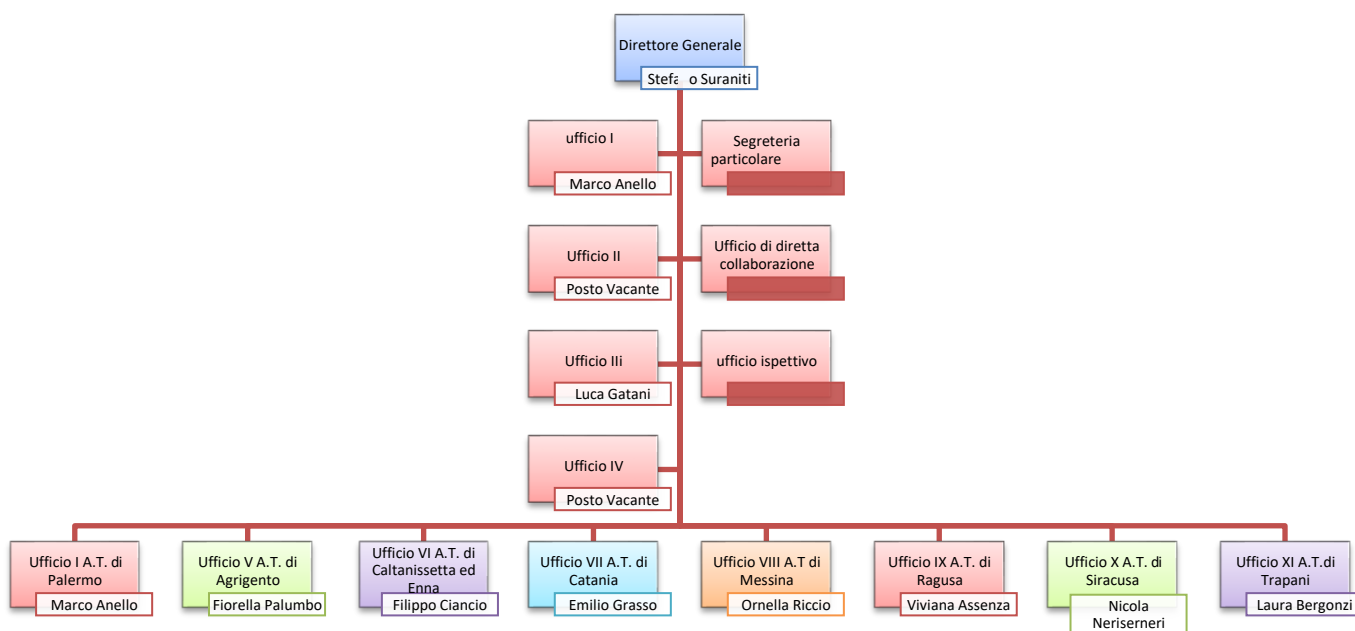 Direttore Generale
Stefa o Suraniti
ufficio I
Marco Anello
Segreteria
particolare
Ufficio II
Posto Vacante
Ufficio di diretta
collaborazione
Ufficio IIi
Luca Gatani
ufficio ispettivo
Ufficio IV
Posto Vacante
Ufficio I A.T. di
Palermo
Marco Anello
Ufficio V A.T. di
Agrigento
Fiorella Palumbo
Ufficio VI A.T. di
Caltanissetta ed
Enna
Filippo Ciancio
Ufficio VII A.T. di
Catania
Emilio Grasso
Ufficio VIII A.T di
Messina
Ornella Riccio
Ufficio IX A.T. di
Ragusa
Viviana Assenza
Ufficio X A.T. di
Siracusa
Nicola
Neriserneri
Ufficio XI A.T.di
Trapani
Laura Bergonzi